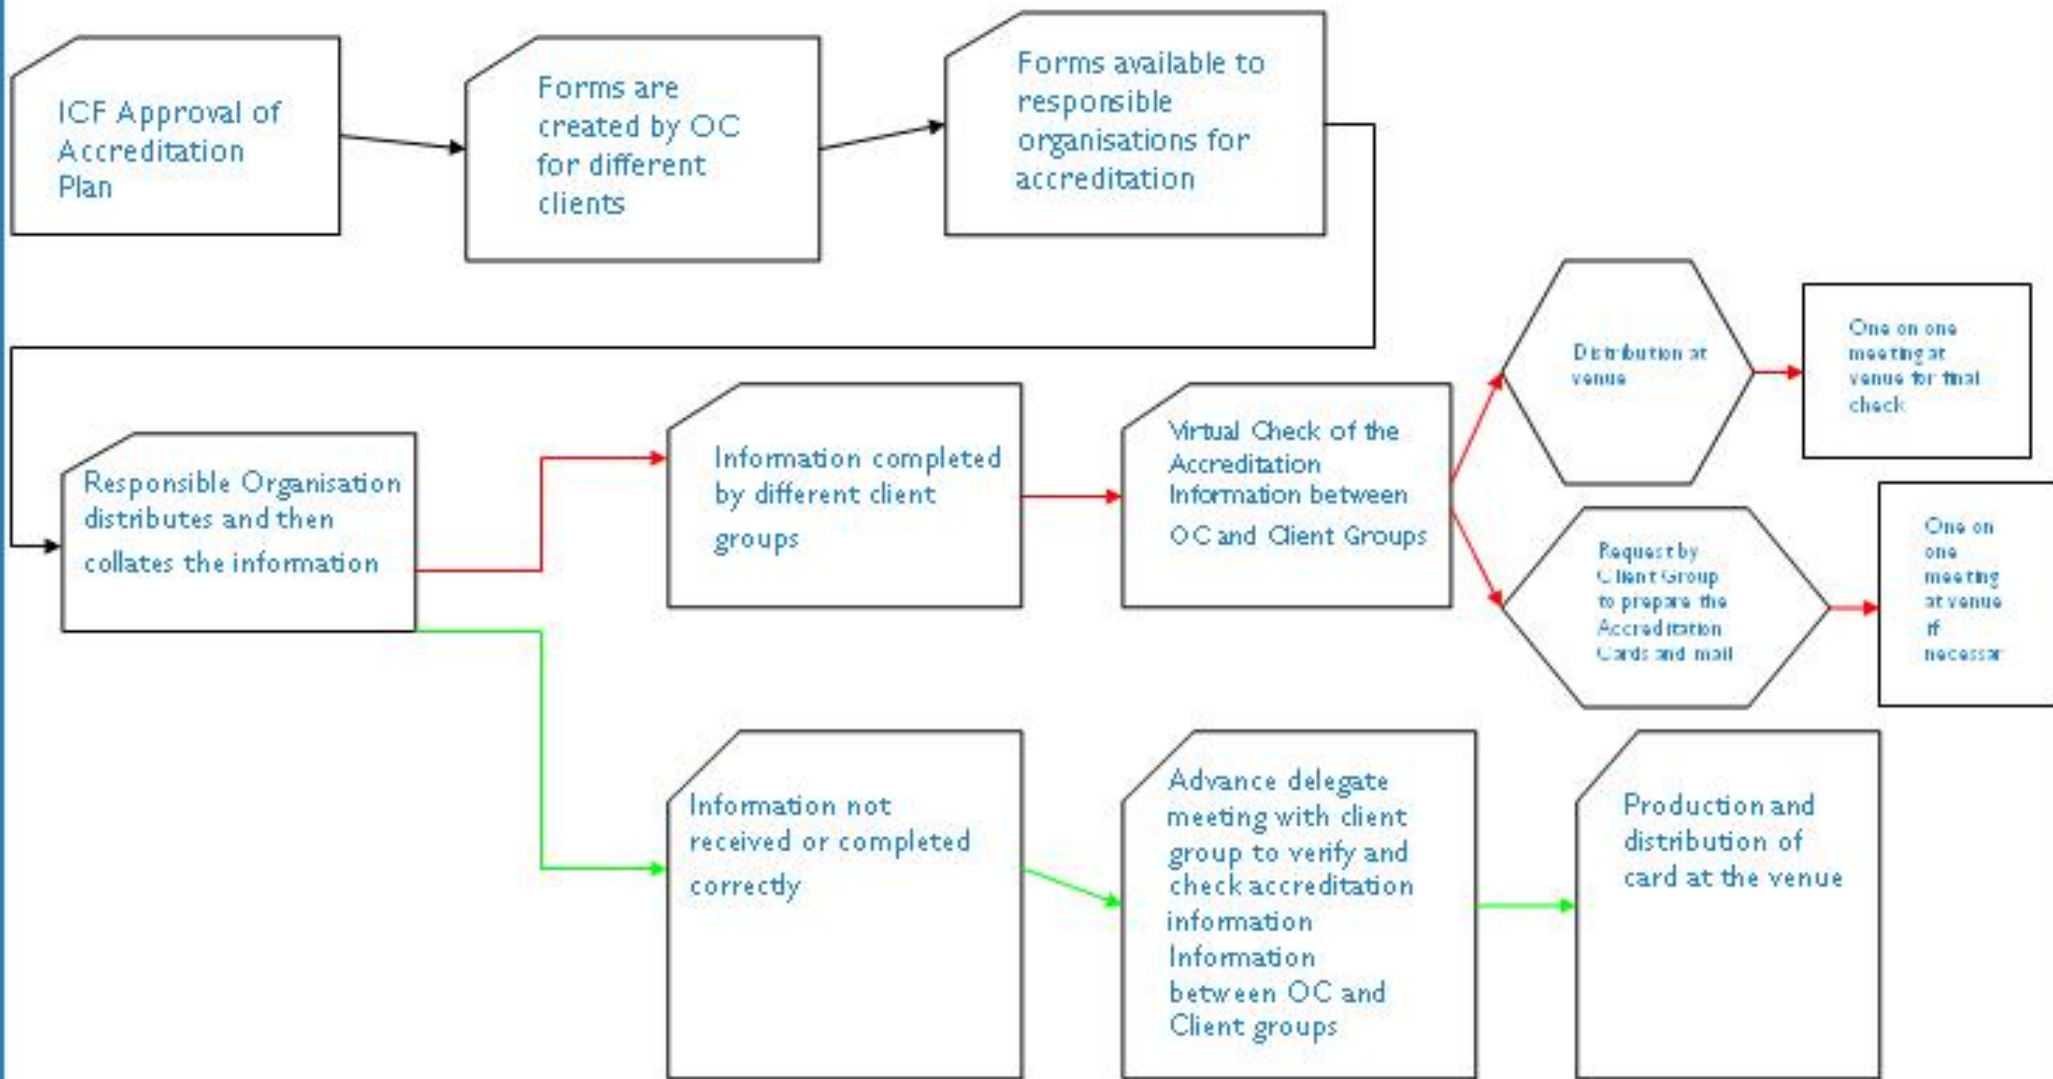 ICF Approval of
Accreditation
Plan
Forms are
created by OC
for different
clients
Forms available to
responsible
organisations for
accreditation
Responsible Organisation
distributes and then
collates the information
Information completed
by different client
groups
Virtual Check of the
Accreditation
Information between
OC and Client Groups
Distribution at
venue
One on one
meeting at
venue for final
check
Request by
Client Group
to prepare the
Accreditation
Cards and mail
One on
one
meeting
at venue
if
necessar
Information not
received or completed
correctly
Advance delegate
meeting with client
group to verify and
check accreditation
information
Information
between OC and
Client groups
Production and
distribution of
card at the venue